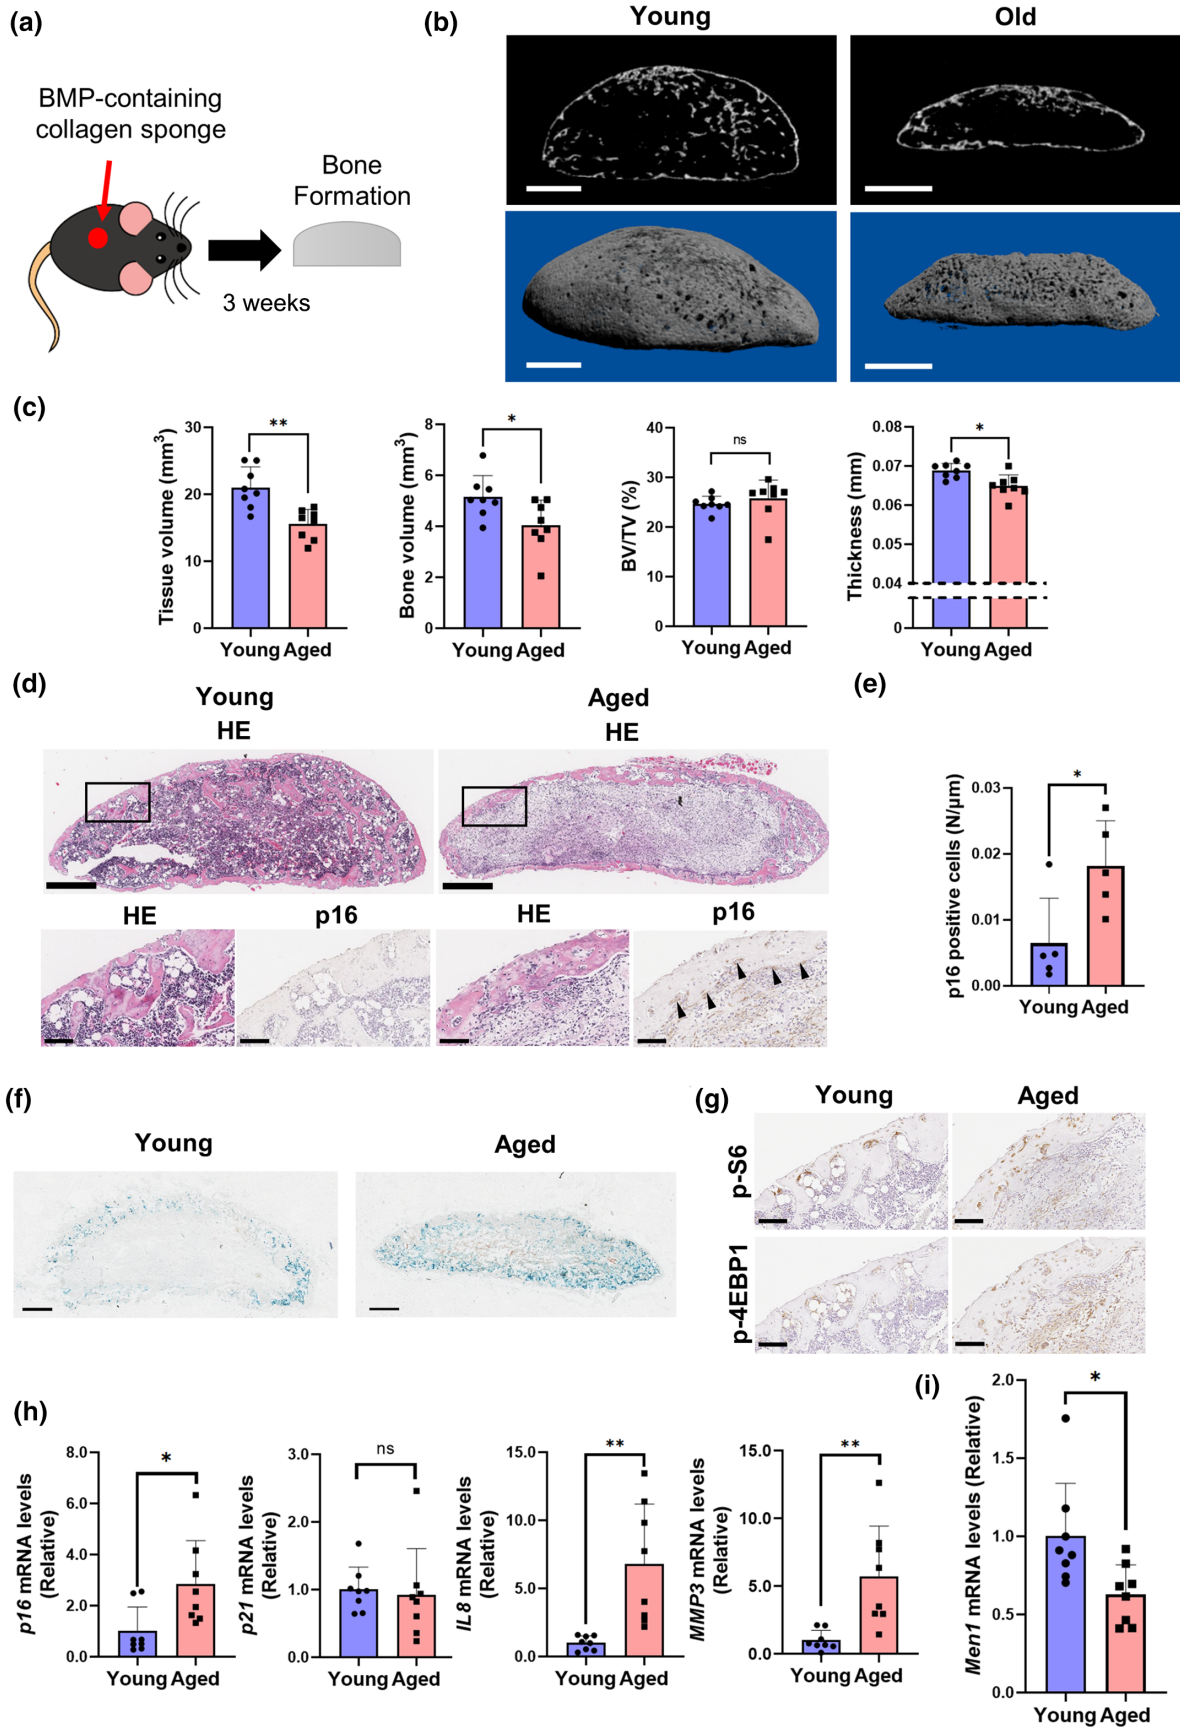 (a)
BMP-containing
collagen sponge
Bone
Formation
3 weeks
(b)
Young
Old
(c)
Tissue volume (mm3)
30
20
10
0
**
Young Aged
Bone volume (mm3)
8
6
4
2
0
*
Young Aged
BV/TV (%)
40
30
20
10
0
ns
Young Aged
Thickness (mm)
0.08
0.07
0.06
0.05
0.04
0
*
Young Aged
(d)
Young
Aged
HE
HE
HE
p16
HE
p16
(e)
p16 positive cells (N/μm)
0.03
0.02
0.01
0.00
*
Young Aged
(f)
Young
Aged
(g)
Young
Aged
p-S6
p-4EBP1
(h)
p16 mRNA levels
(Relative)
8.0
6.0
4.0
2.0
0.0
*
Young Aged
p21 mRNA levels
(Relative)
3.0
2.0
1.0
0.0
ns
Young Aged
IL8 mRNA levels
(Relative)
15.0
10.0
5.0
0.0
**
Young Aged
MMP3 mRNA levels
(Relative)
15.0
10.0
5.0
0.0
**
Young Aged
(i)
Men1 mRNA levels (Relative)
2.0
1.5
1.0
0.5
0.0
*
Young Aged